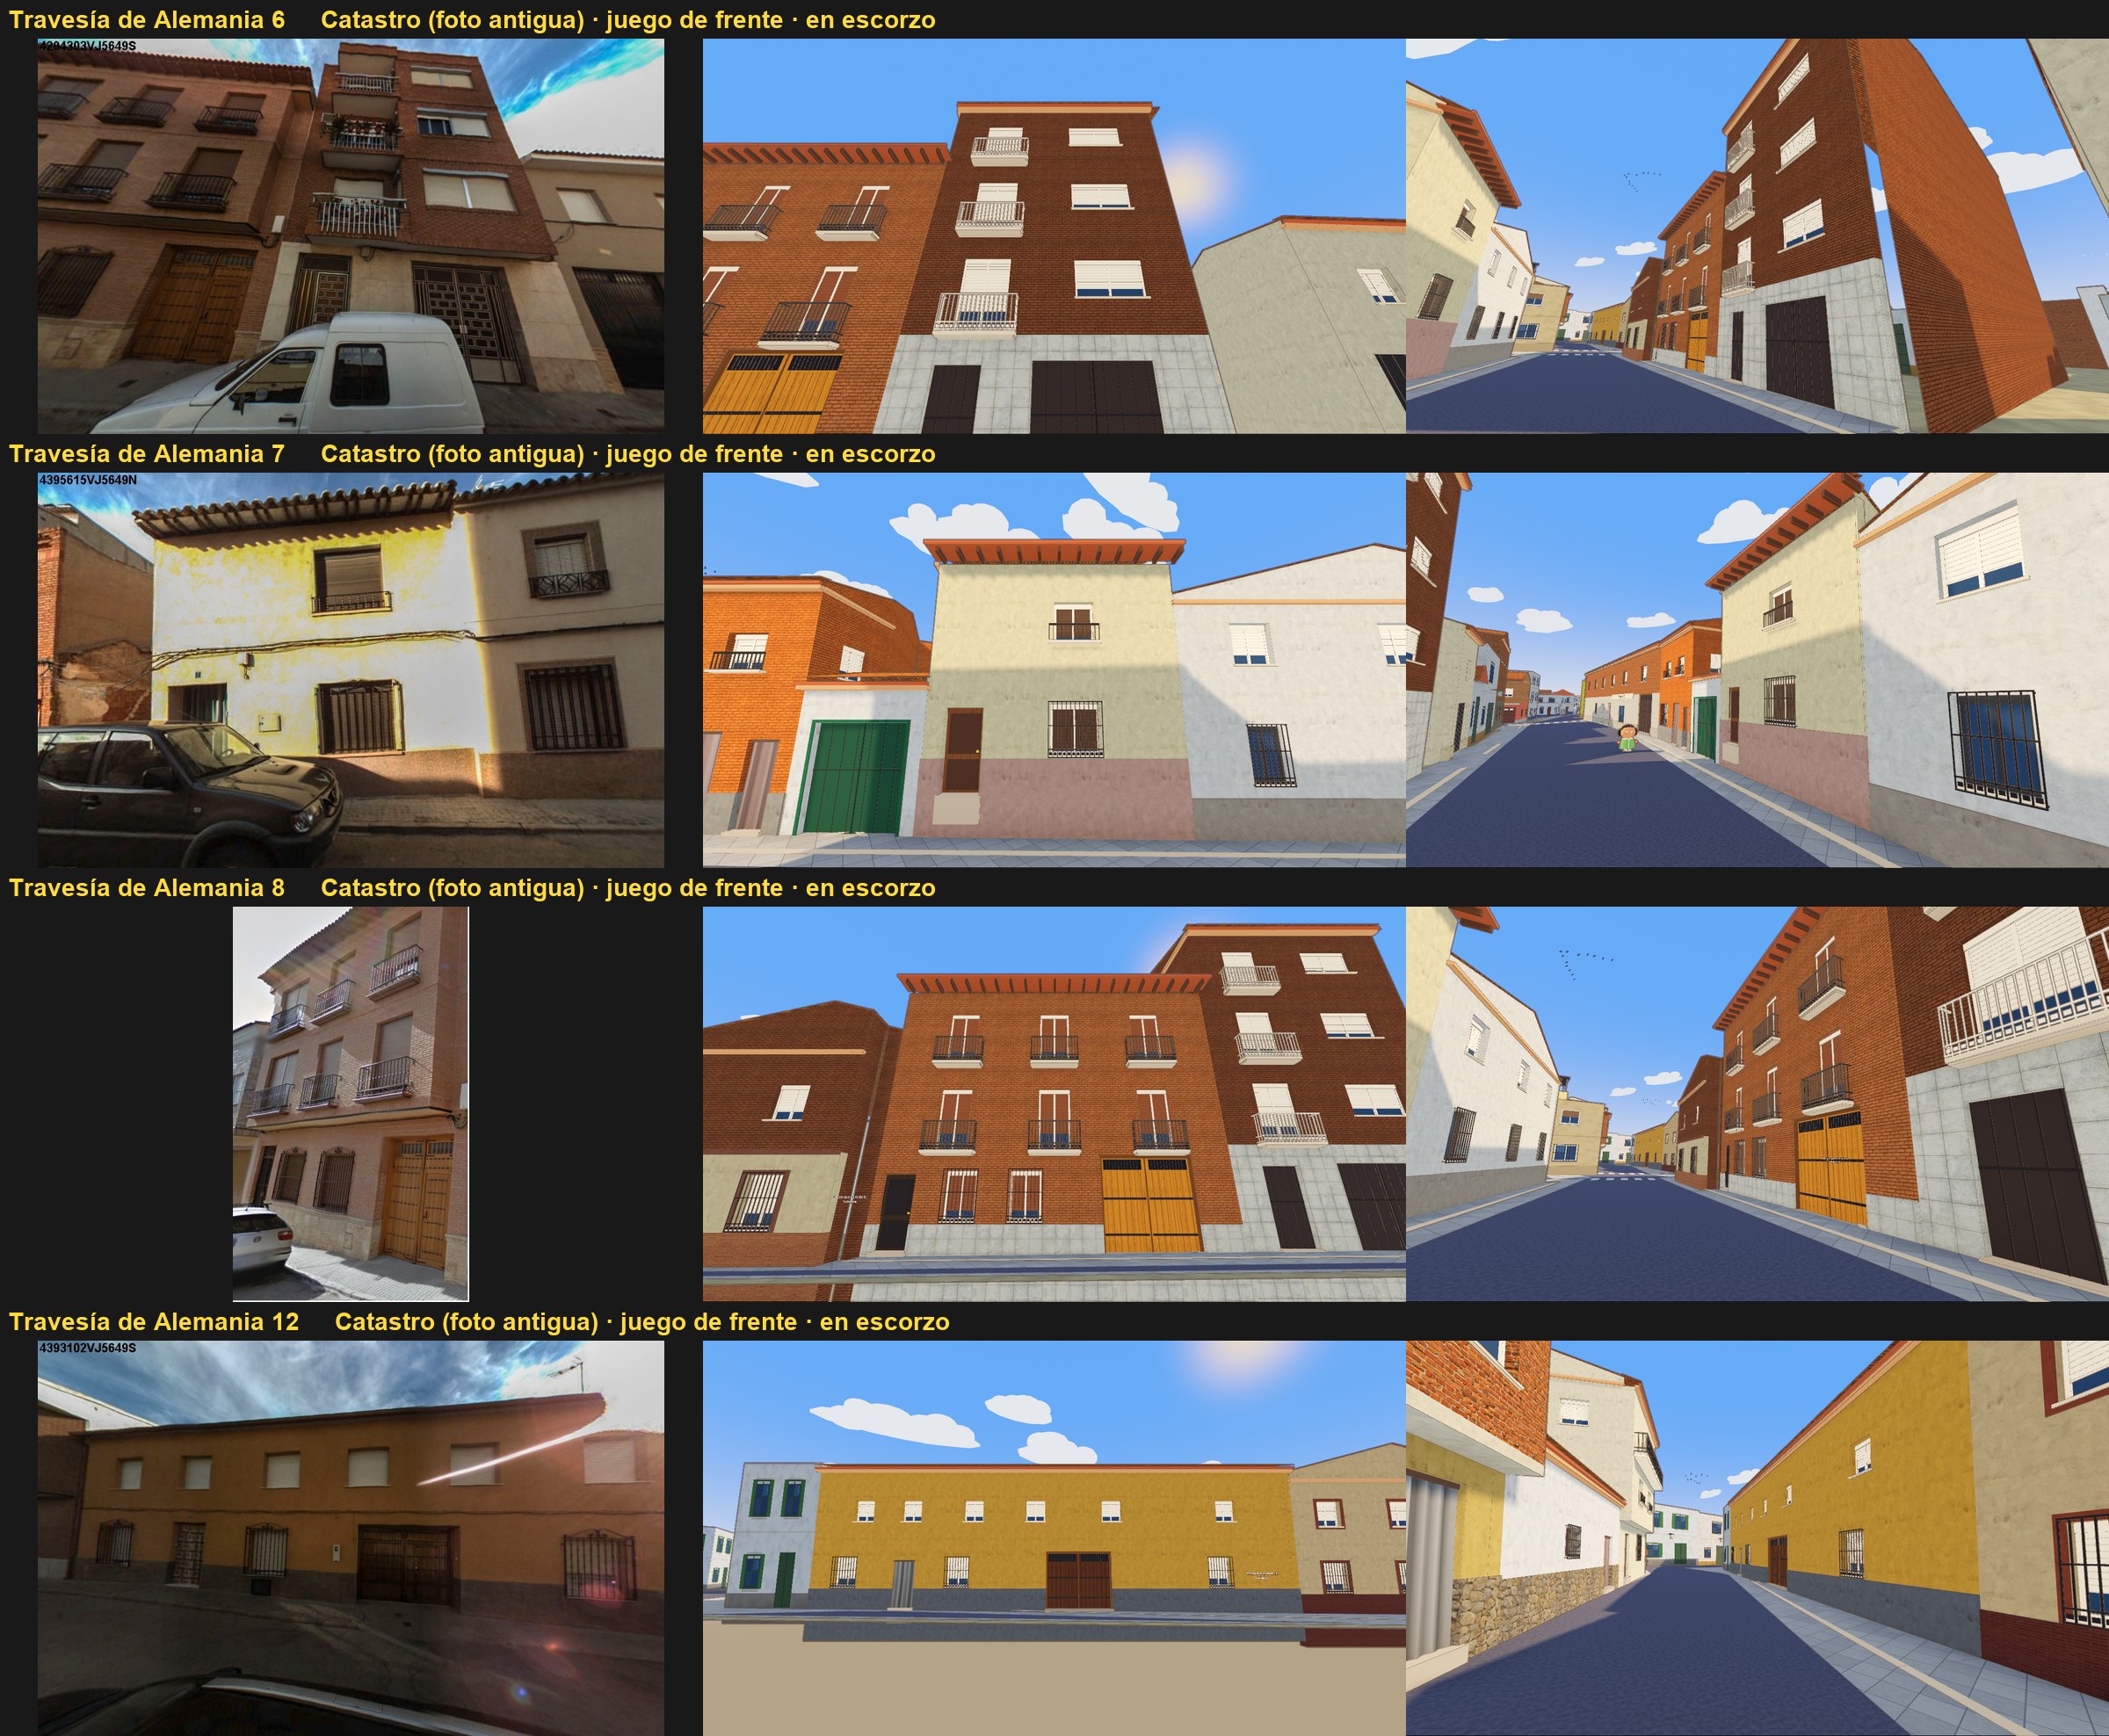 Travesía de Alemania 6 Catastro (foto antigua) · juego de frente · en escorzo
4294303VJ5649S
Travesía de Alemania 7 Catastro (foto antigua) · juego de frente · en escorzo
4395615VJ5649N
Travesía de Alemania 8 Catastro (foto antigua) · juego de frente · en escorzo
Travesía de Alemania 12 Catastro (foto antigua) · juego de frente · en escorzo
4393102VJ5649S